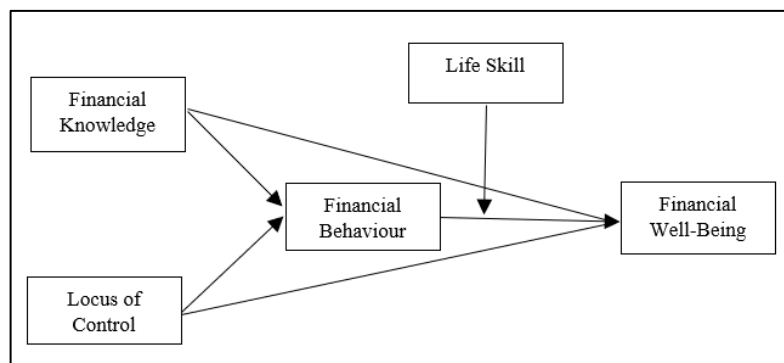 Life Skill
Financial
Knowledge
Financial
Behaviour
Financial
Well-Being
Locus of
Control